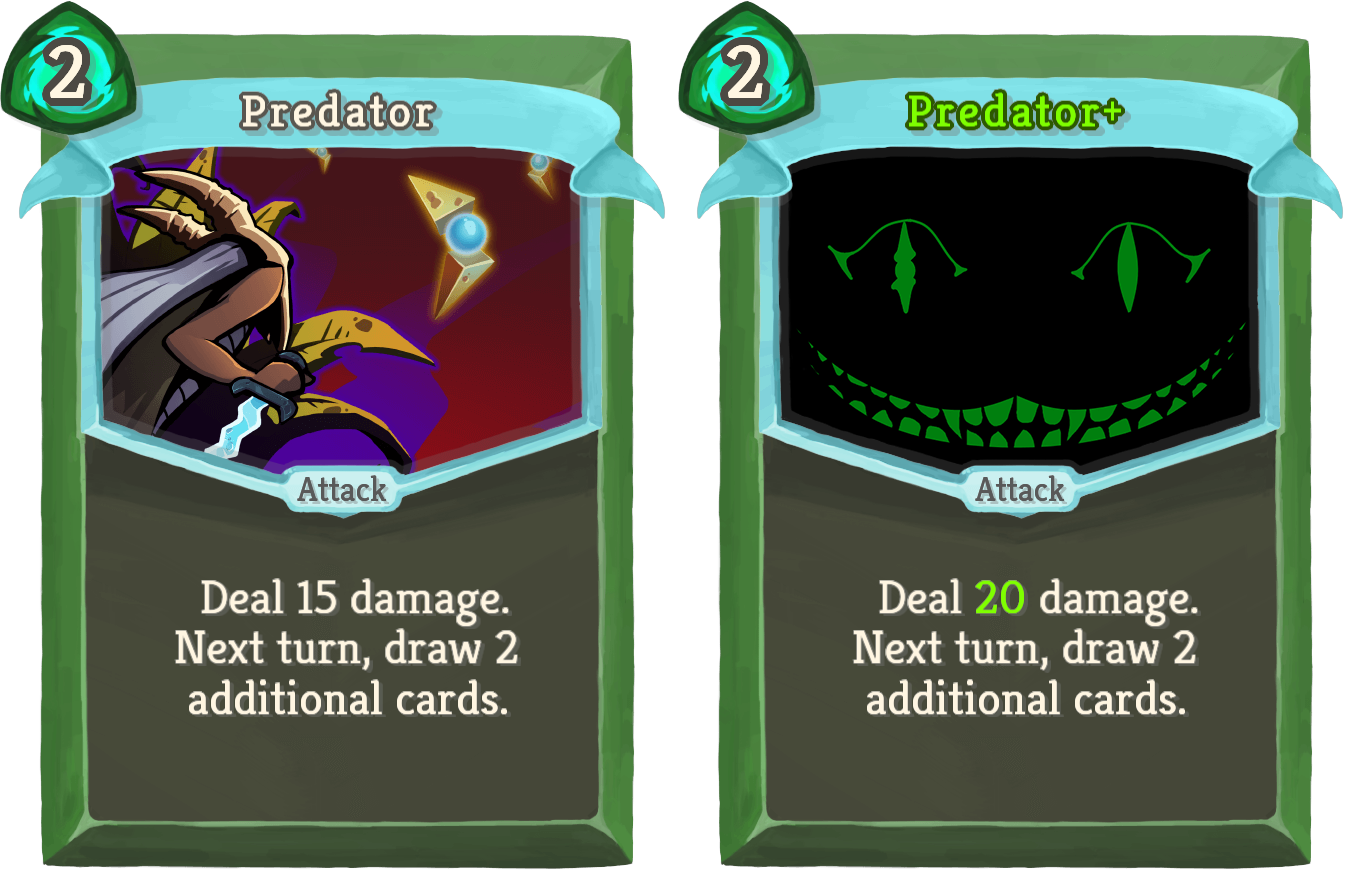 2
Predator
Attack
Deal 15 damage.
Next turn, draw 2
additional cards.
2
Predator+
Attack
Deal 20 damage.
Next turn, draw 2
additional cards.